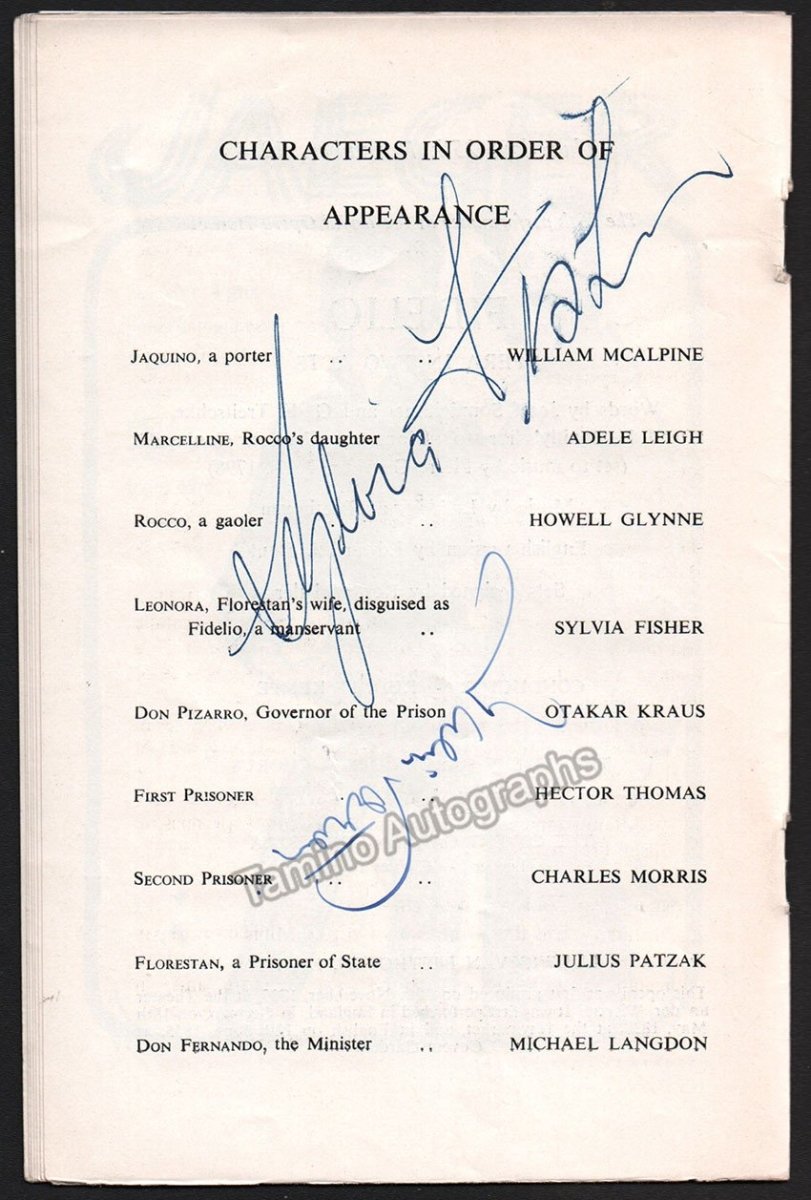 CHARACTERS IN ORDER OF
APPEARANCE
JAQUINO, a porter .. .. WILLIAM MCALPINE
MARCELLINE, Rocco's daughter .. ADELE LEIGH
ROCCO, a gaoler .. .. HOWELL GLYNNE
LEONORA, Florestan's wife, disguised as
Fidelio, a manservant .. SYLVIA FISHER
DON PIZARRO, Governor of the Prison OTAKAR KRAUS
FIRST PRISONER .. .. HECTOR THOMAS
SECOND PRISONER .. .. CHARLES MORRIS
FLORESTAN, a Prisoner of State .. JULIUS PATZAK
DON FERNANDO, the Minister .. MICHAEL LANGDON
Sylvia Fisher
Tamino Autographs